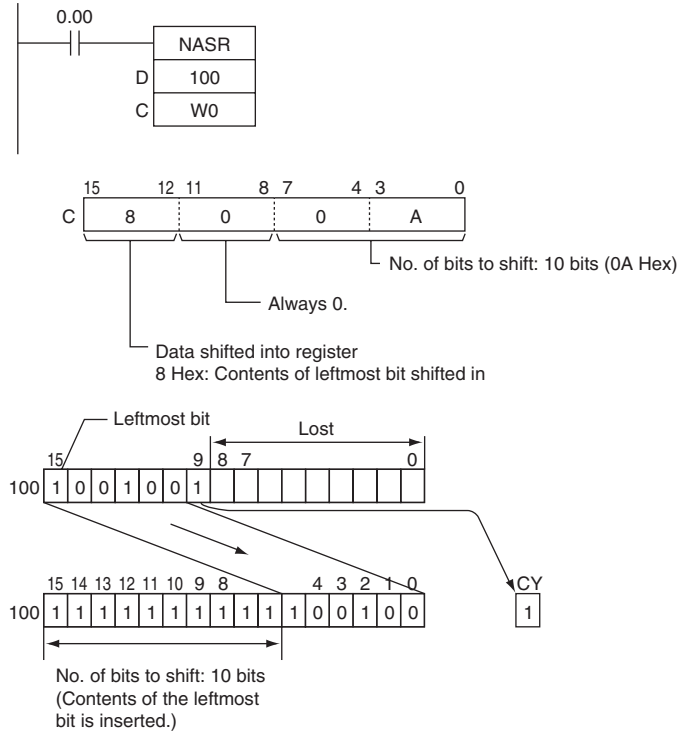 0.00
NASR
D 100
C W0
15 12 11 8 7 4 3 0
C 8 0 0 A
No. of bits to shift: 10 bits (0A Hex)
Always 0.
Data shifted into register
8 Hex: Contents of leftmost bit shifted in
Leftmost bit
Lost
15 9 8 7 0
100 1 0 0 1 0 0 1
15 14 13 12 11 10 9 8 4 3 2 1 0 CY
100 1 1 1 1 1 1 1 1 1 1 1 0 0 1 0 0 1
No. of bits to shift: 10 bits
(Contents of the leftmost
bit is inserted.)